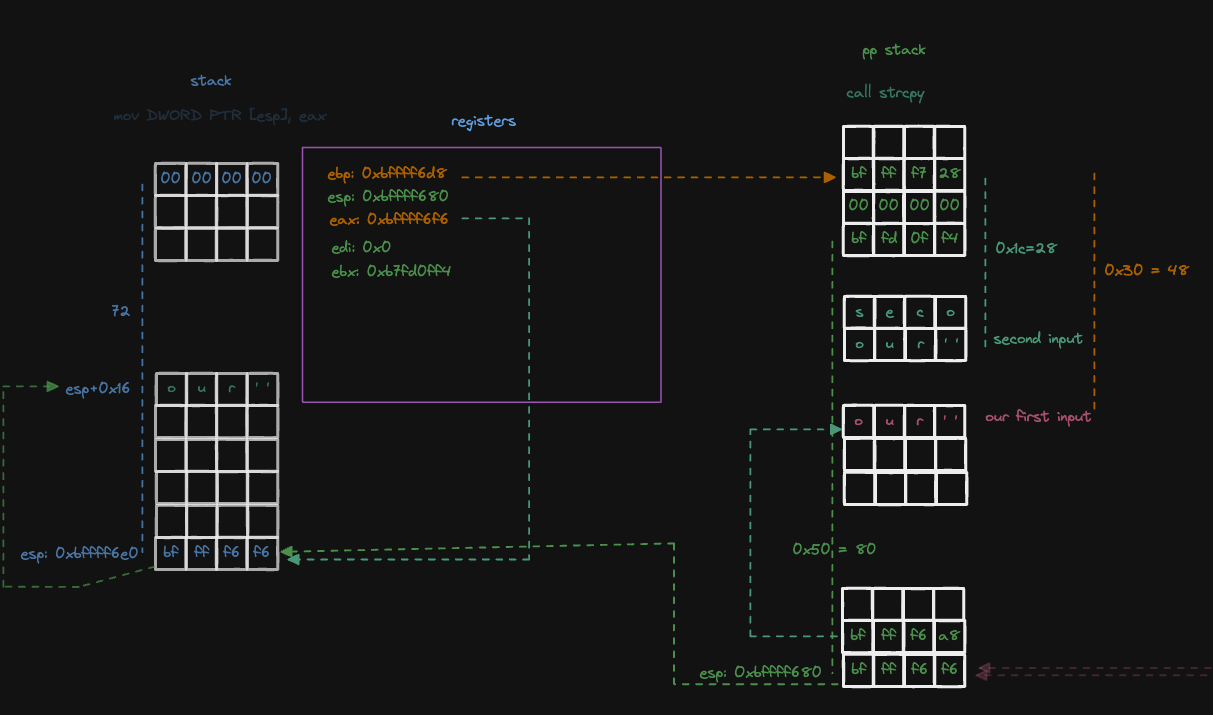 stack
mov DWORD PTR [esp], eax
00 00 00 00
72
esp+0x16
o u r ' '
esp: 0xbffff6e0
bf ff f6 f6
registers
ebp: 0xbffff6d8
esp: 0xbffff680
eax: 0xbffff6f6
edi: 0x0
ebx: 0xb7fd0ff4
pp stack
call strcpy
bf ff f7 28
00 00 00 00
bf fd 0f f4
0x1c=28
0x30 = 48
s e c o
o u r ' '
second input
o u r ' '
our first input
0x50 = 80
bf ff f6 a8
esp: 0xbffff680
bf ff f6 f6